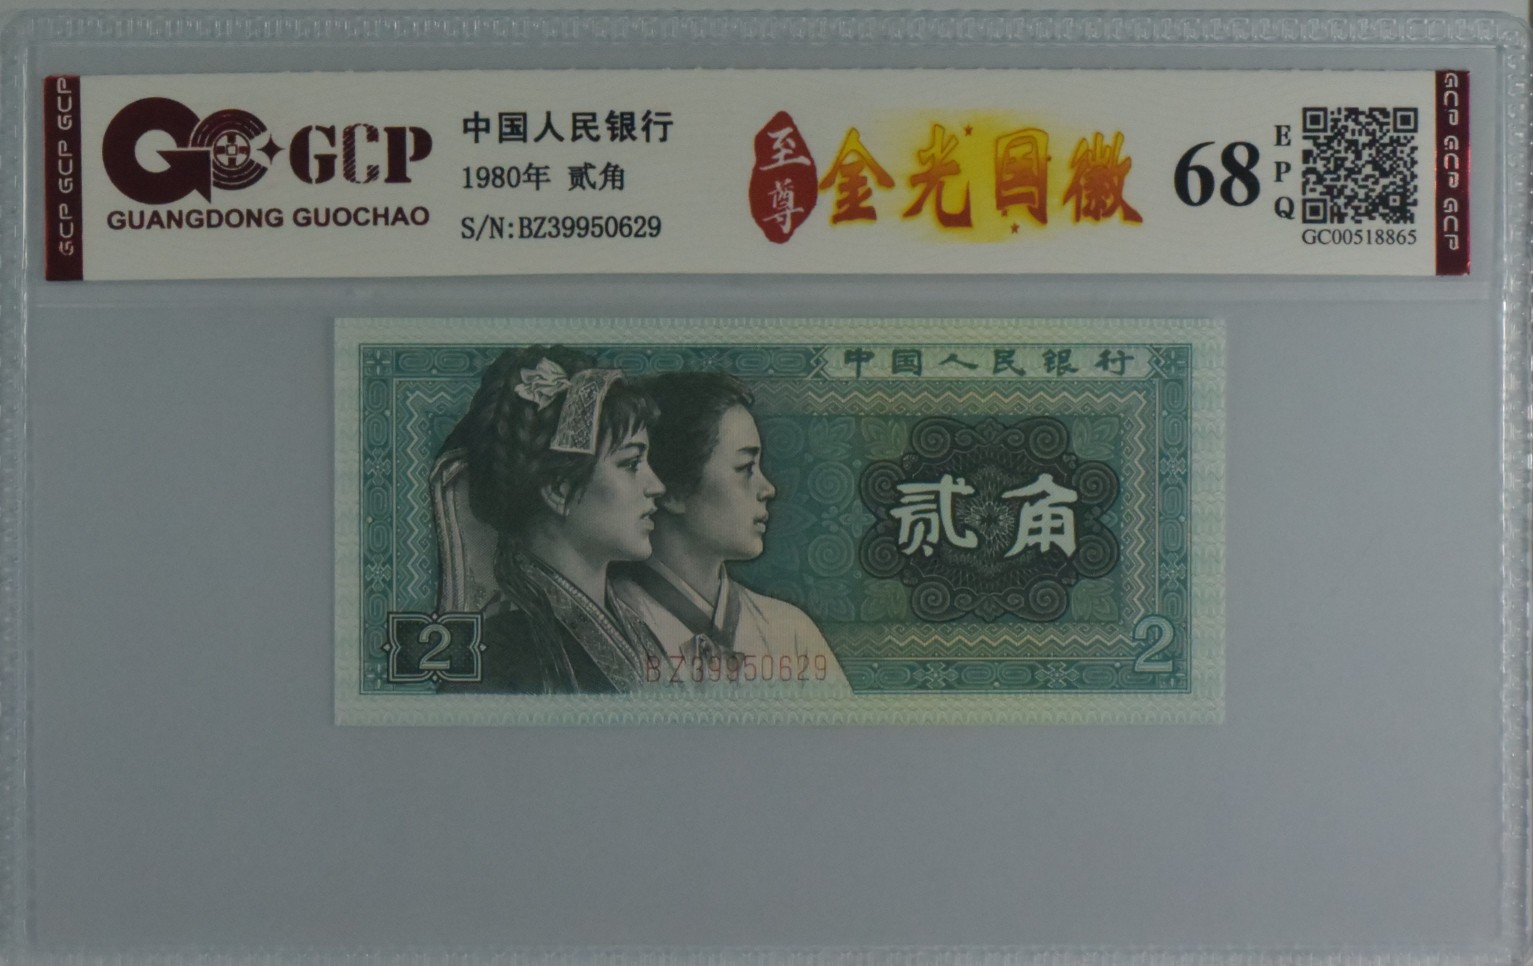 GCP GCP GCP
GCP
GUANGDONG GUOCHAO
中国人民银行
1980年 贰角
S/N:BZ39950629
至尊
金光国徽
68
EPQ
GC00518865
GCP GCP GCP
中国人民银行
贰角
2
2
BZ39950629